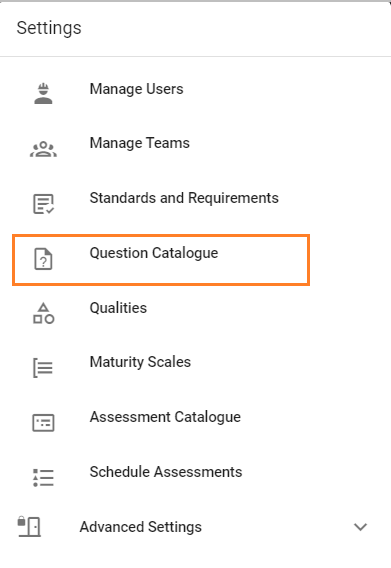 Settings
Manage Users
Manage Teams
Standards and Requirements
Question Catalogue
Qualities
Maturity Scales
Assessment Catalogue
Schedule Assessments
Advanced Settings